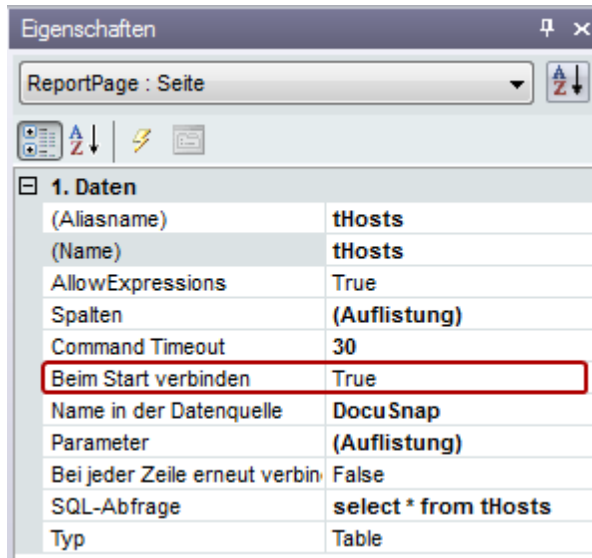 Eigenschaften
ReportPage : Seite
1. Daten
(Aliasname) tHosts
(Name) tHosts
AllowExpressions True
Spalten (Auflistung)
Command Timeout 30
Beim Start verbinden True
Name in der Datenquelle DocuSnap
Parameter (Auflistung)
Bei jeder Zeile erneut verbin False
SQL-Abfrage select * from tHosts
Typ Table